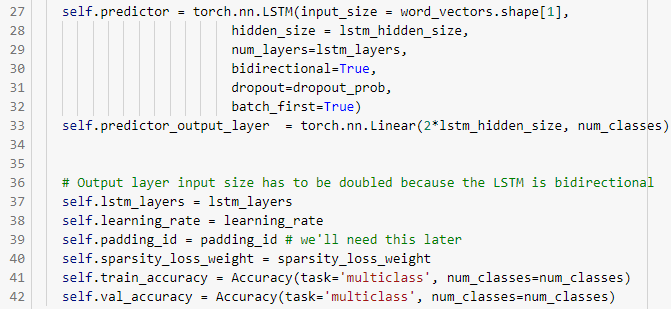 27 self.predictor = torch.nn.LSTM(input_size = word_vectors.shape[1],
28 hidden_size = lstm_hidden_size,
29 num_layers=lstm_layers,
30 bidirectional=True,
31 dropout=dropout_prob,
32 batch_first=True)
33 self.predictor_output_layer  = torch.nn.Linear(2*lstm_hidden_size, num_classes)
34
35
36 # Output layer input size has to be doubled because the LSTM is bidirectional
37 self.lstm_layers = lstm_layers
38 self.learning_rate = learning_rate
39 self.padding_id = padding_id # we'll need this later
40 self.sparsity_loss_weight = sparsity_loss_weight
41 self.train_accuracy = Accuracy(task='multiclass', num_classes=num_classes)
42 self.val_accuracy = Accuracy(task='multiclass', num_classes=num_classes)